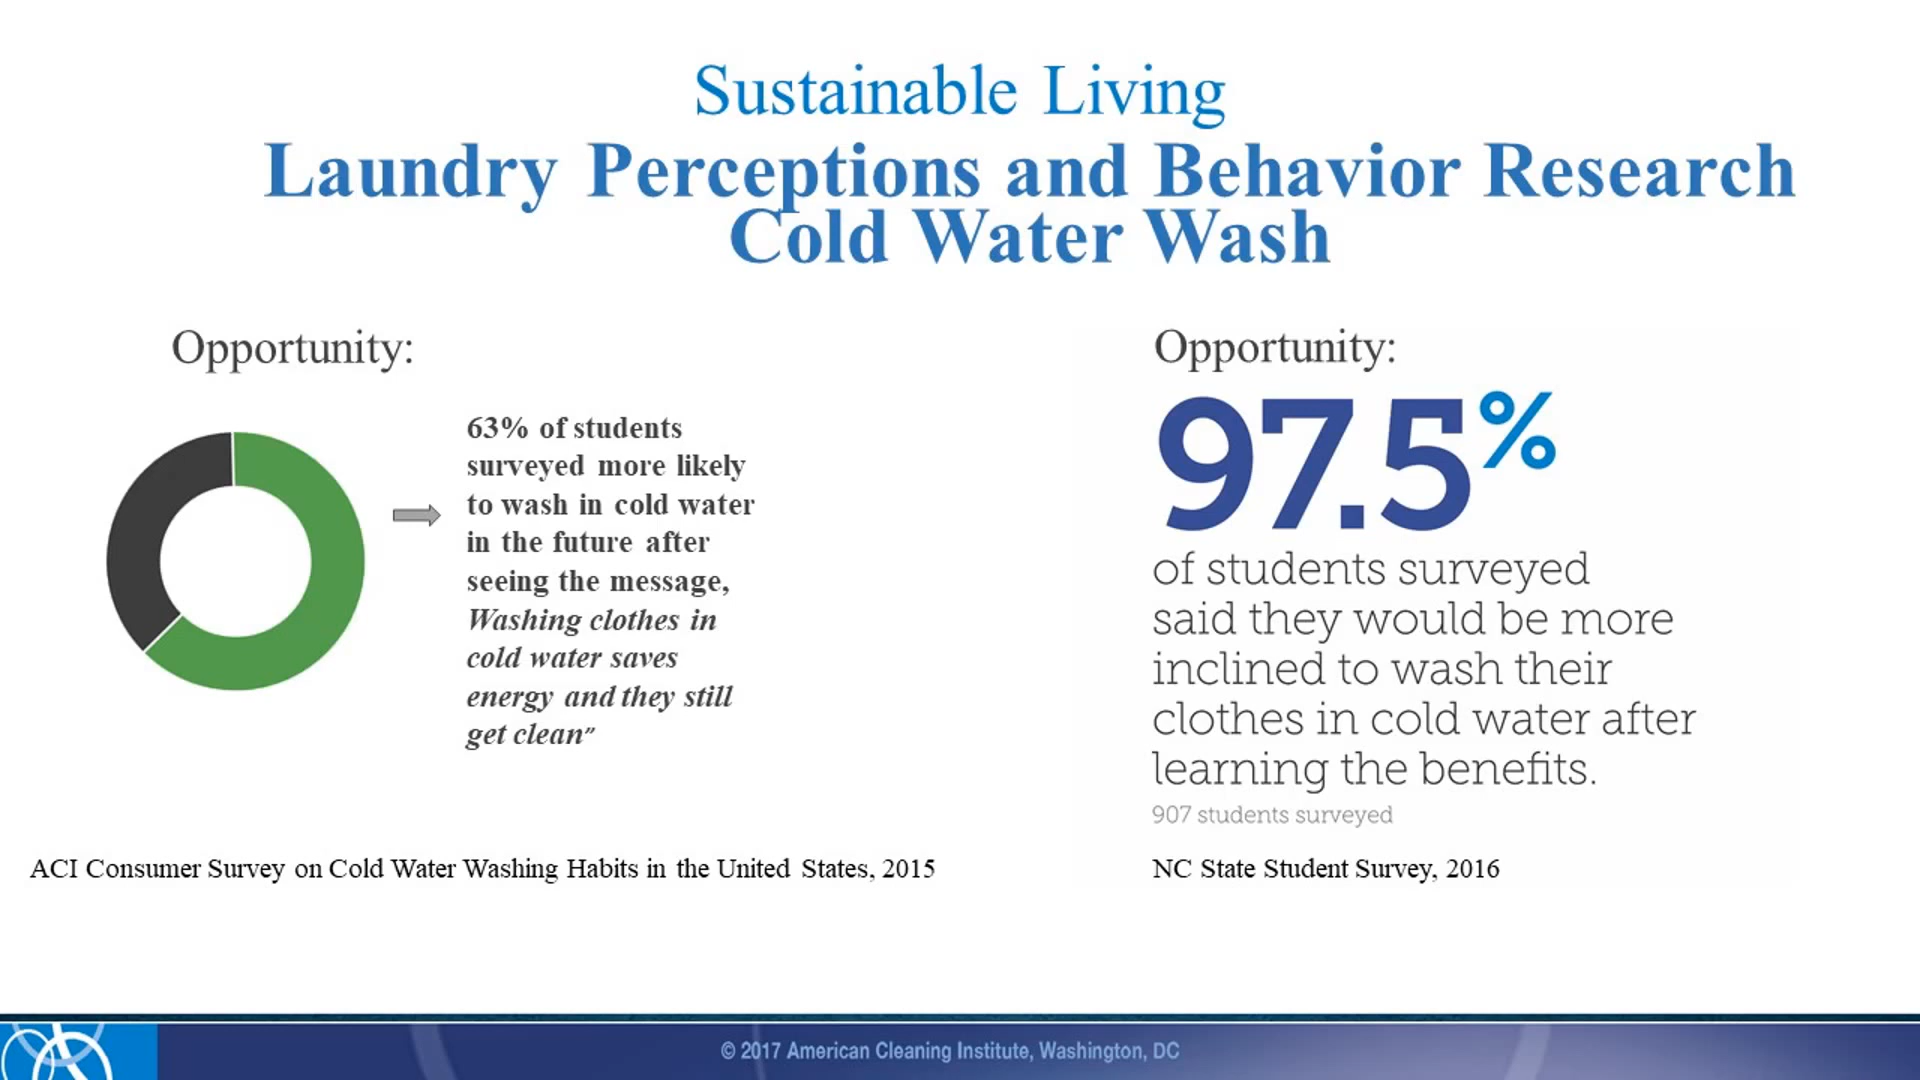 Sustainable Living
Laundry Perceptions and Behavior Research
Cold Water Wash
Opportunity:
63% of students
surveyed more likely
to wash in cold water
in the future after
seeing the message,
Washing clothes in
cold water saves
energy and they still
get clean”
ACI Consumer Survey on Cold Water Washing Habits in the United States, 2015
Opportunity:
97.5%
of students surveyed
said they would be more
inclined to wash their
clothes in cold water after
learning the benefits.
907 students surveyed
NC State Student Survey, 2016
© 2017 American Cleaning Institute, Washington, DC